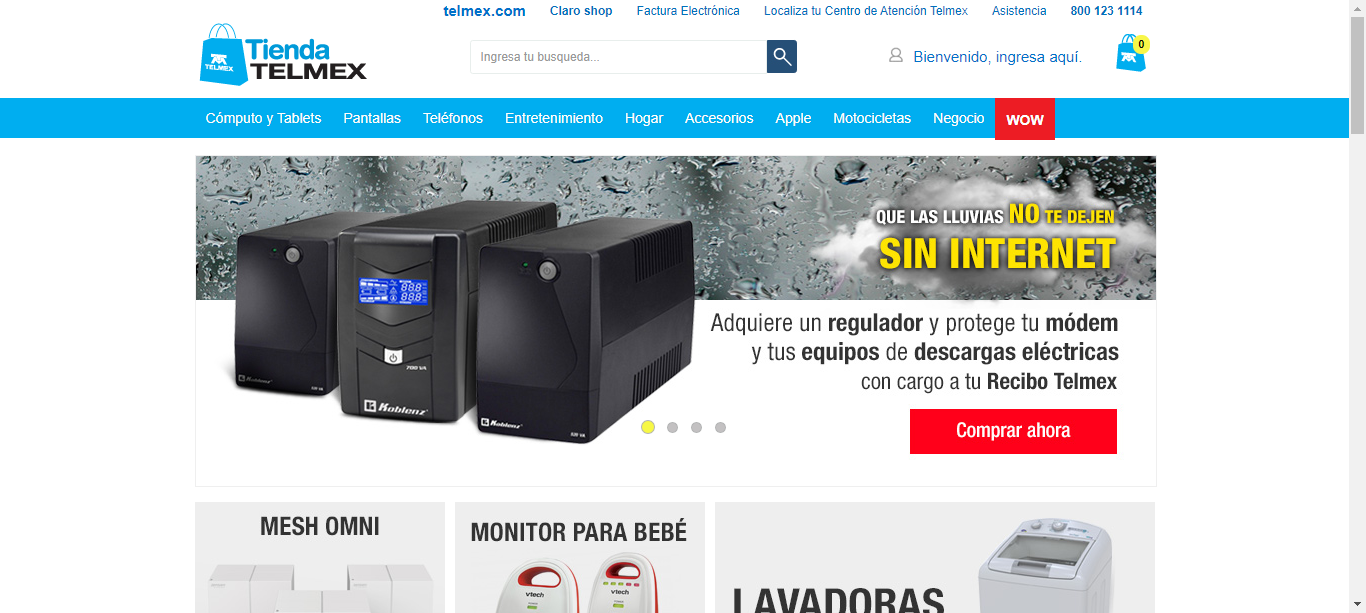 telmex.com Claro shop Factura Electrónica Localiza tu Centro de Atención Telmex Asistencia 800 123 1114
Tienda
TELMEX
TELMEX
Ingresa tu busqueda...
Bienvenido, ingresa aquí.
0
Cómputo y Tablets Pantallas Teléfonos Entretenimiento Hogar Accesorios Apple Motocicletas Negocio WOW
QUE LAS LLUVIAS NO TE DEJEN
SIN INTERNET
Adquiere un regulador y protege tu módem
y tus equipos de descargas eléctricas
con cargo a tu Recibo Telmex
Comprar ahora
700 VA
Koblenz
Koblenz
Koblenz
MESH OMNI
MONITOR PARA BEBÉ
vtech
vtech
LAVADORAS